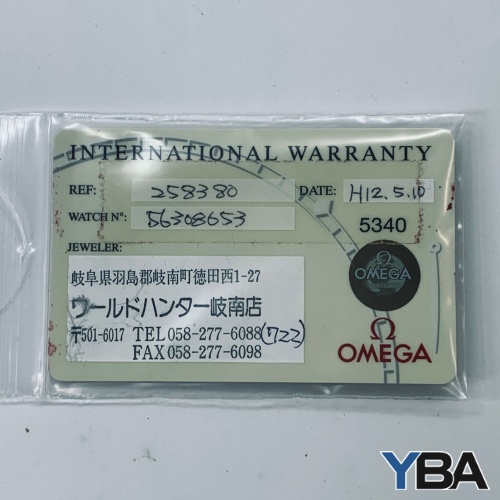 INTERNATIONAL WARRANTY
REF: 258380 DATE: H12.5.10
WATCH Nº: 56308653 5340
JEWELER:
岐阜県羽島郡岐南町徳田西1-27
ワールドハンター岐南店
〒501-6017 TEL 058-277-6088 (722)
FAX 058-277-6098
Ω
OMEGA
Ω
OMEGA
YBA